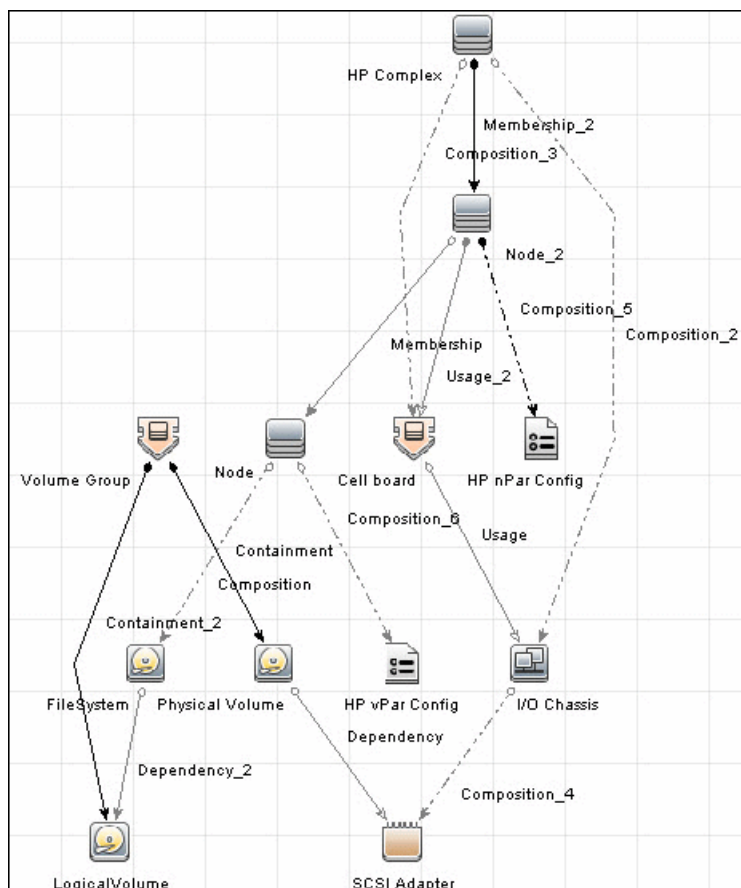 HP Complex
Membership_2
Composition_3
Node_2
Composition_5
Composition_2
Membership
Usage_2
Volume Group
Node
Cell board
HP nPar Config
Composition_6
Usage
Containment
Composition
Containment_2
FileSystem
Physical Volume
HP vPar Config
I/O Chassis
Dependency
Dependency_2
Composition_4
LogicalVolume
SCSI Adapter